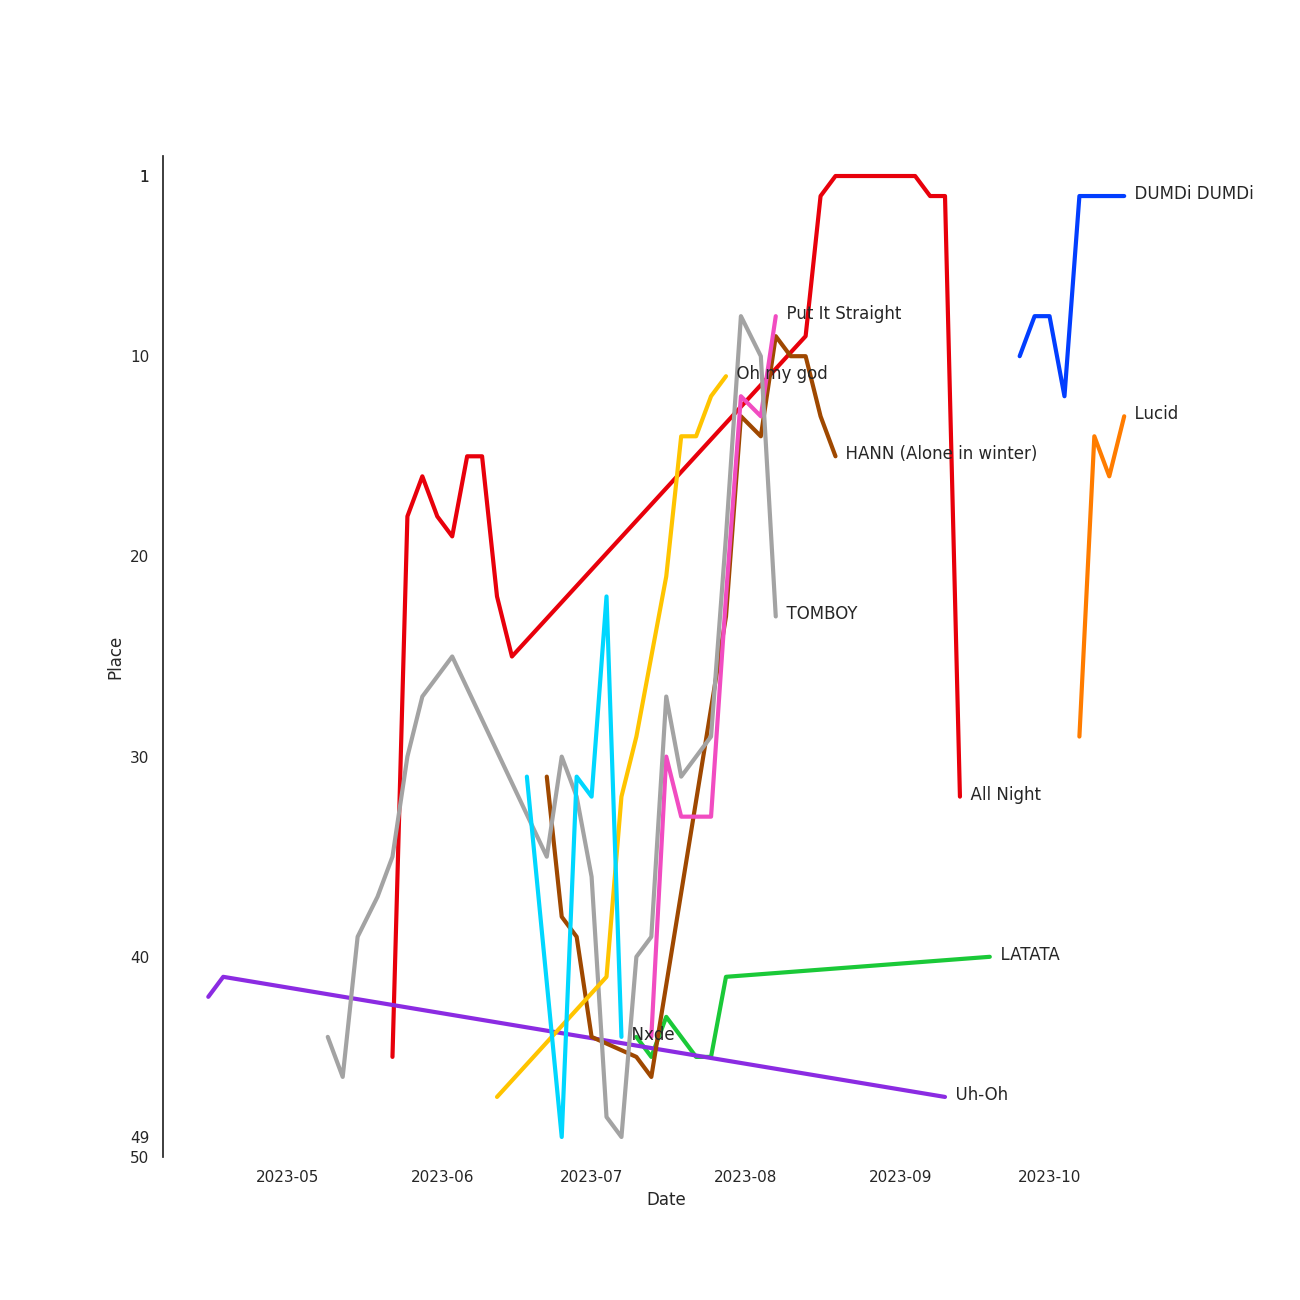 1
DUMDi DUMDi
Put It Straight
10
Oh my god
Lucid
HANN (Alone in winter)
20
TOMBOY
Place
30
All Night
40
LATATA
Nxde
Uh-Oh
49
50
2023-05
2023-06
2023-07
2023-08
2023-09
2023-10
Date